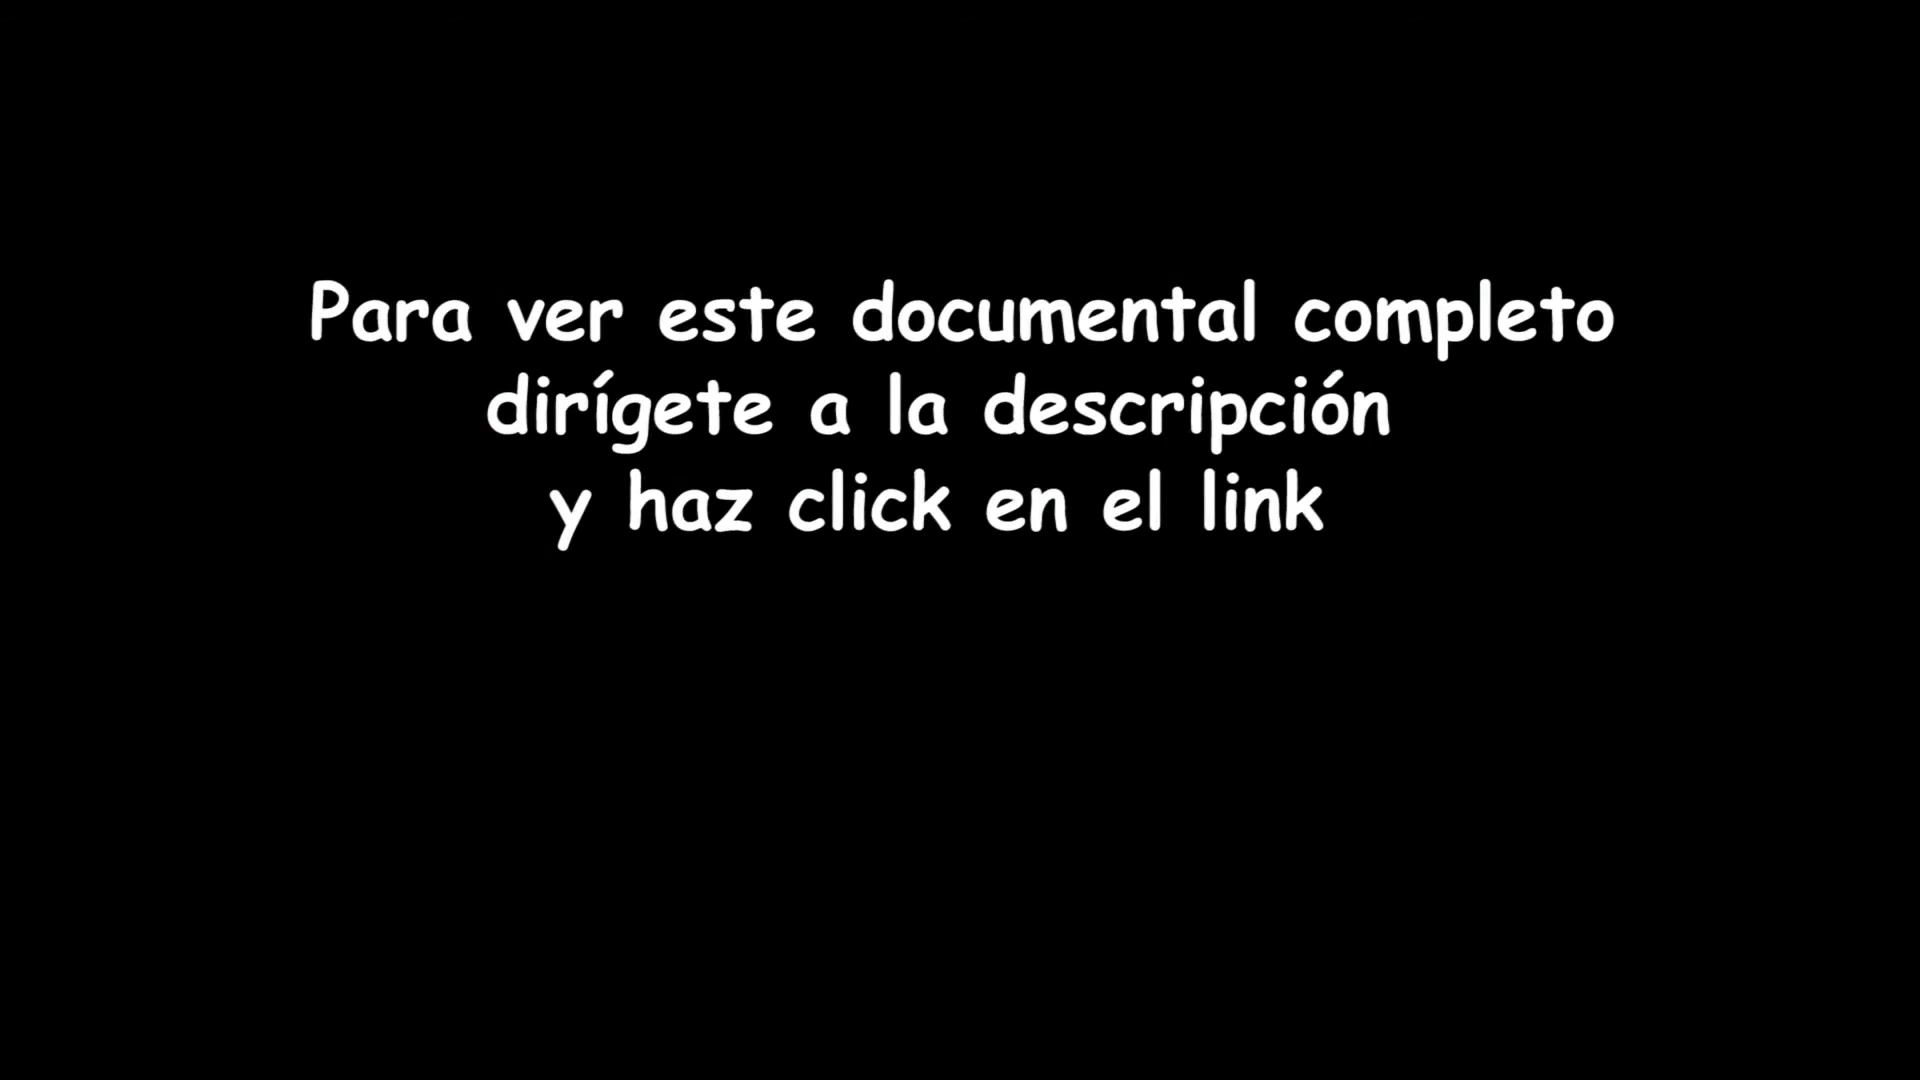 Para ver este documental completo
dirígete a la descripción
y haz click en el link